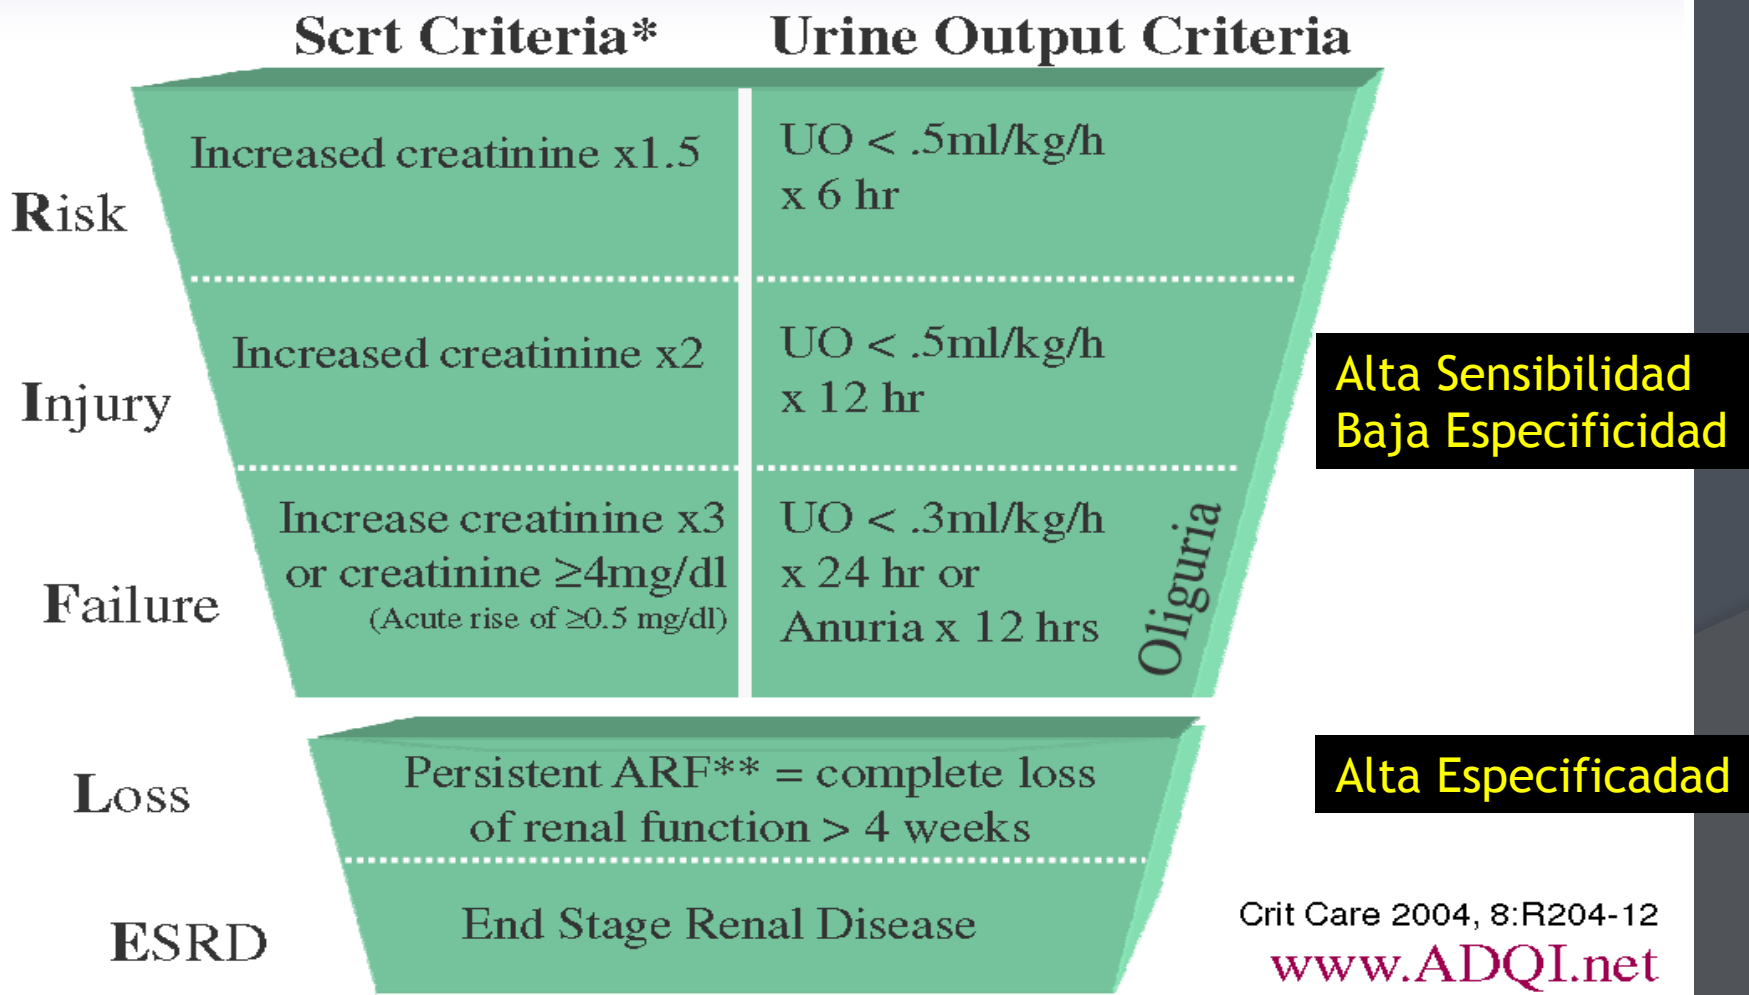 Scrt Criteria*
Urine Output Criteria
Risk
Increased creatinine x1.5
UO < .5ml/kg/h
x 6 hr
Injury
Increased creatinine x2
UO < .5ml/kg/h
x 12 hr
Alta Sensibilidad
Baja Especificidad
Failure
Increase creatinine x3
or creatinine ≥4mg/dl
(Acute rise of ≥0.5 mg/dl)
UO < .3ml/kg/h
x 24 hr or
Anuria x 12 hrs
Oliguria
Loss
Persistent ARF** = complete loss
of renal function > 4 weeks
Alta Especificadad
ESRD
End Stage Renal Disease
Crit Care 2004, 8:R204-12
www.ADQI.net